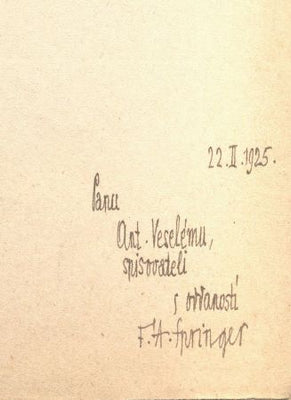 22.II.1925.
Panu
Ant. Veselému,
spisovateli
s oddaností
F.A. Springer